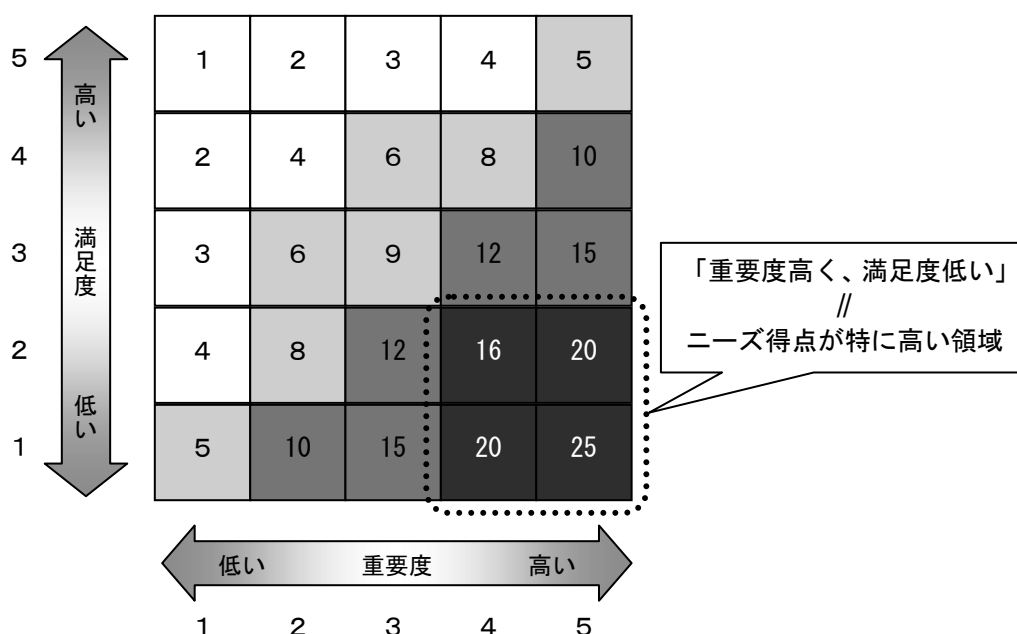 5 1 2 3 4 5
高い
4 2 4 6 8 10
満足度
3 3 6 9 12 15
2 4 8 12 16 20
低い
1 5 10 15 20 25
「重要度高く、満足度低い」
〃
ニーズ得点が特に高い領域
低い 重要度 高い
1 2 3 4 5